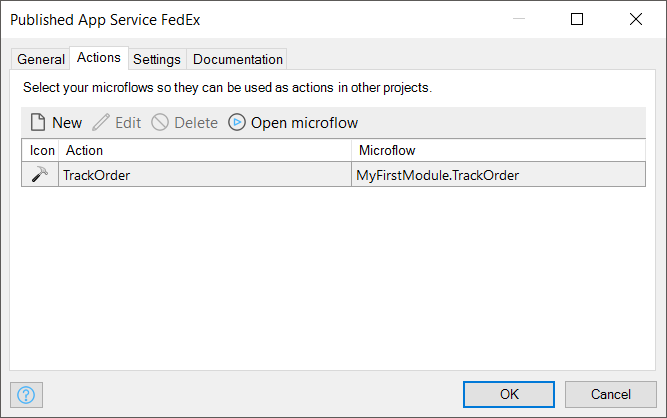 Published App Service FedEx
General Actions Settings Documentation
Select your microflows so they can be used as actions in other projects.
New Edit Delete Open microflow
Icon Action Microflow
TrackOrder MyFirstModule.TrackOrder
? OK Cancel